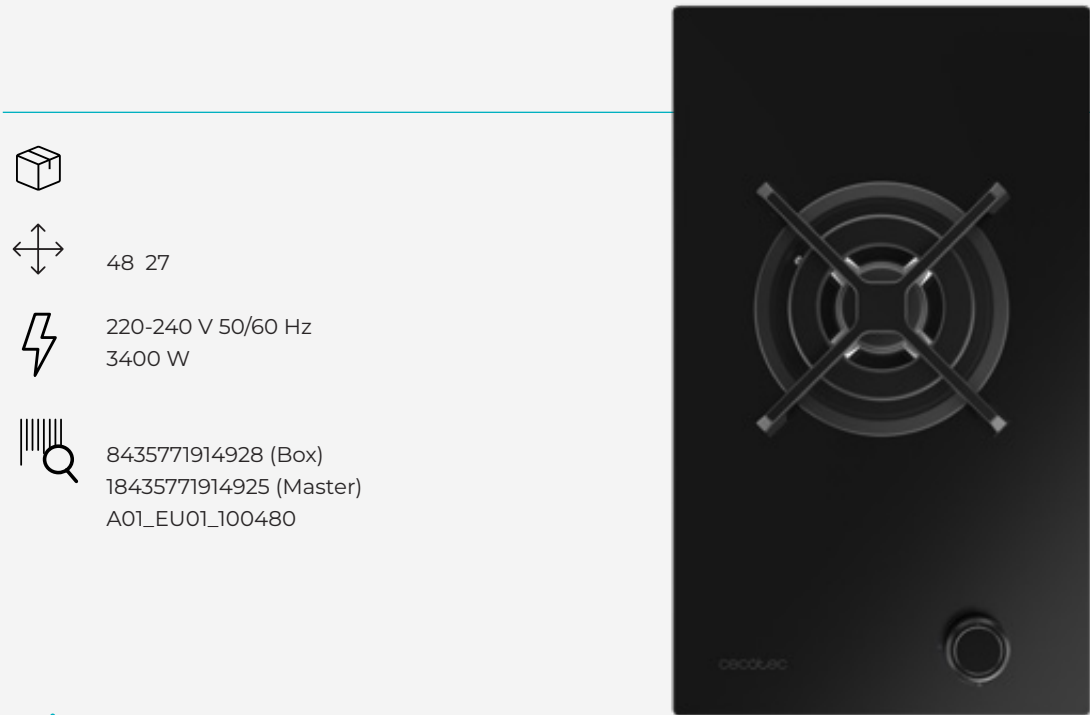 48 27
220-240 V 50/60 Hz
3400 W
8435771914928 (Box)
18435771914925 (Master)
A01_EU01_100480
cecotec